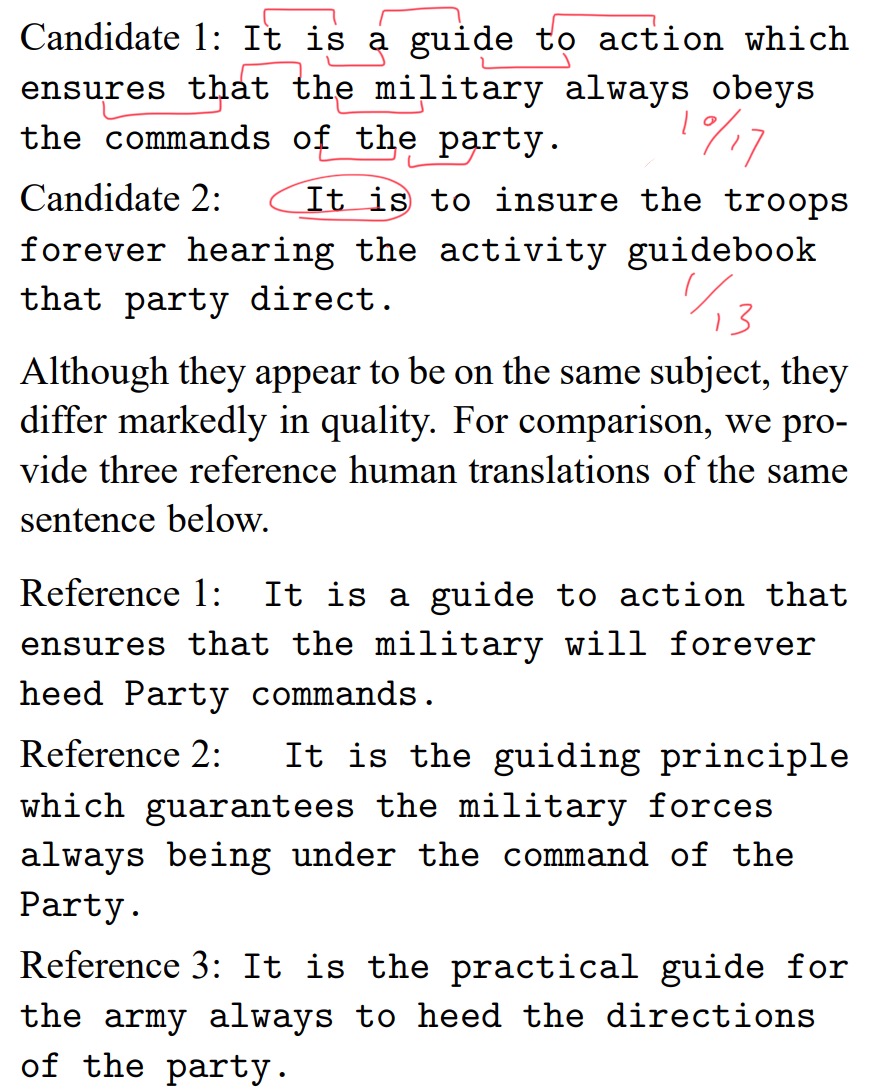 Candidate 1: It is a guide to action which
ensures that the military always obeys
the commands of the party.
10/17
Candidate 2: It is to insure the troops
forever hearing the activity guidebook
that party direct.
1/13
Although they appear to be on the same subject, they
differ markedly in quality. For comparison, we pro-
vide three reference human translations of the same
sentence below.
Reference 1: It is a guide to action that
ensures that the military will forever
heed Party commands.
Reference 2: It is the guiding principle
which guarantees the military forces
always being under the command of the
Party.
Reference 3: It is the practical guide for
the army always to heed the directions
of the party.